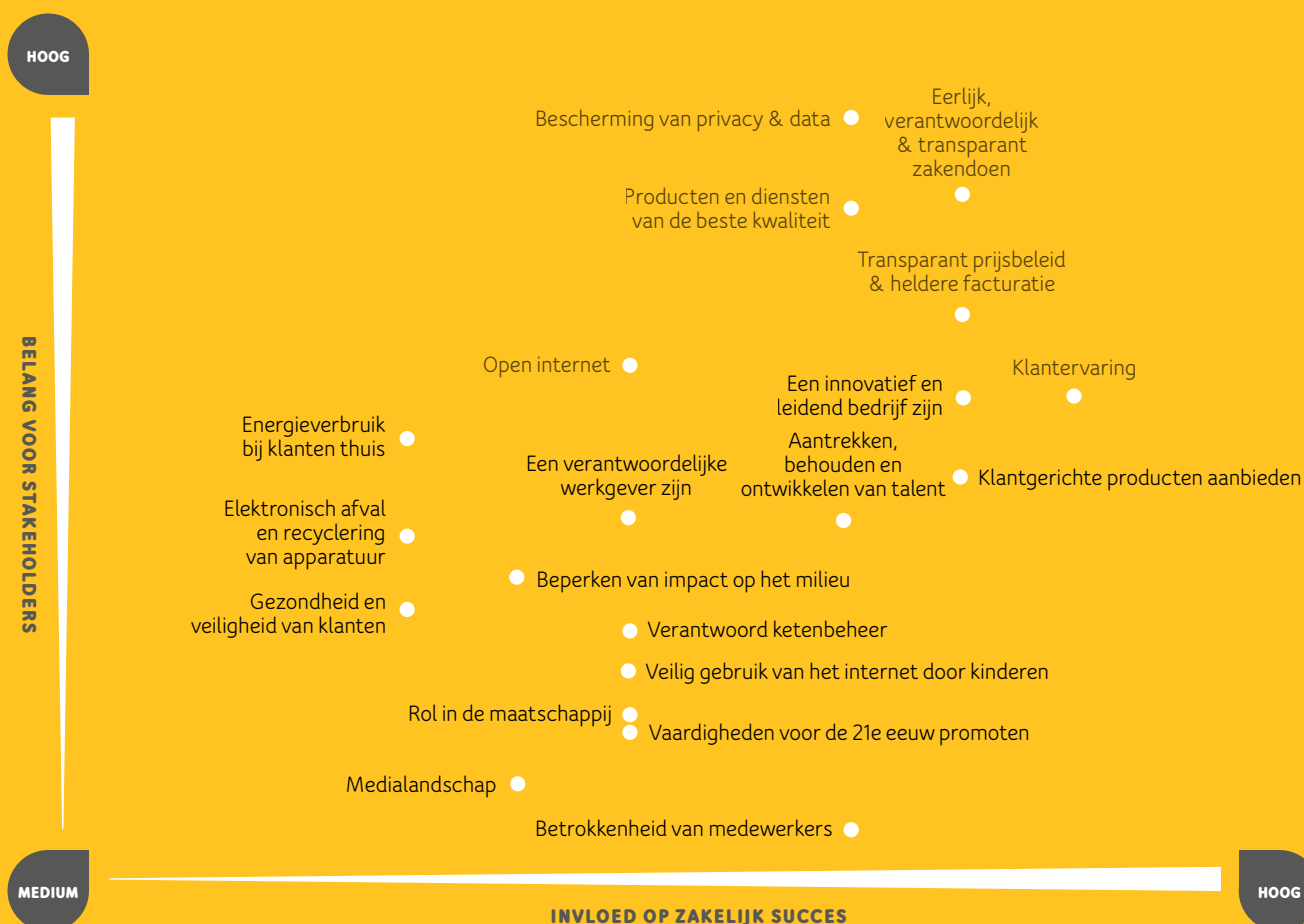 HOOG
Eerlijk,
verantwoordelijk
& transparant
zakendoen
Bescherming van privacy & data
Producten en diensten
van de beste kwaliteit
Transparant prijsbeleid
& heldere facturatie
Open internet
Klantervaring
Een innovatief en
leidend bedrijf zijn
Energieverbruik
bij klanten thuis
Aantrekken,
behouden en
ontwikkelen van talent
Een verantwoordelijke
werkgever zijn
Klantgerichte producten aanbieden
Elektronisch afval
en recyclering
van apparatuur
Beperken van impact op het milieu
Gezondheid en
veiligheid van klanten
Verantwoord ketenbeheer
Veilig gebruik van het internet door kinderen
Rol in de maatschappij
Vaardigheden voor de 21e eeuw promoten
Medialandschap
Betrokkenheid van medewerkers
BELANG VOOR STAKEHOLDERS
MEDIUM
HOOG
INVLOED OP ZAKELIJK SUCCES